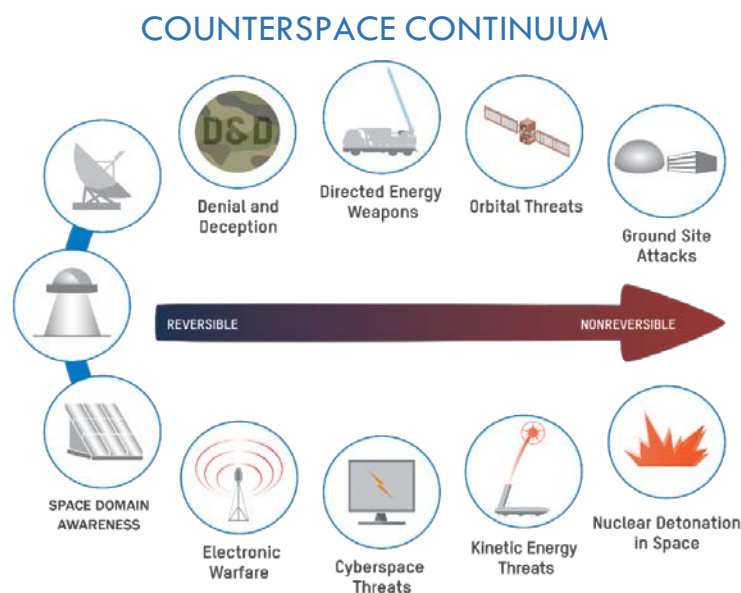 COUNTERSPACE CONTINUUM
D&D
Denial and
Deception
Directed Energy
Weapons
Orbital Threats
Ground Site
Attacks
REVERSIBLE
NONREVERSIBLE
SPACE DOMAIN
AWARENESS
Electronic
Warfare
Cyberspace
Threats
Kinetic Energy
Threats
Nuclear Detonation
in Space